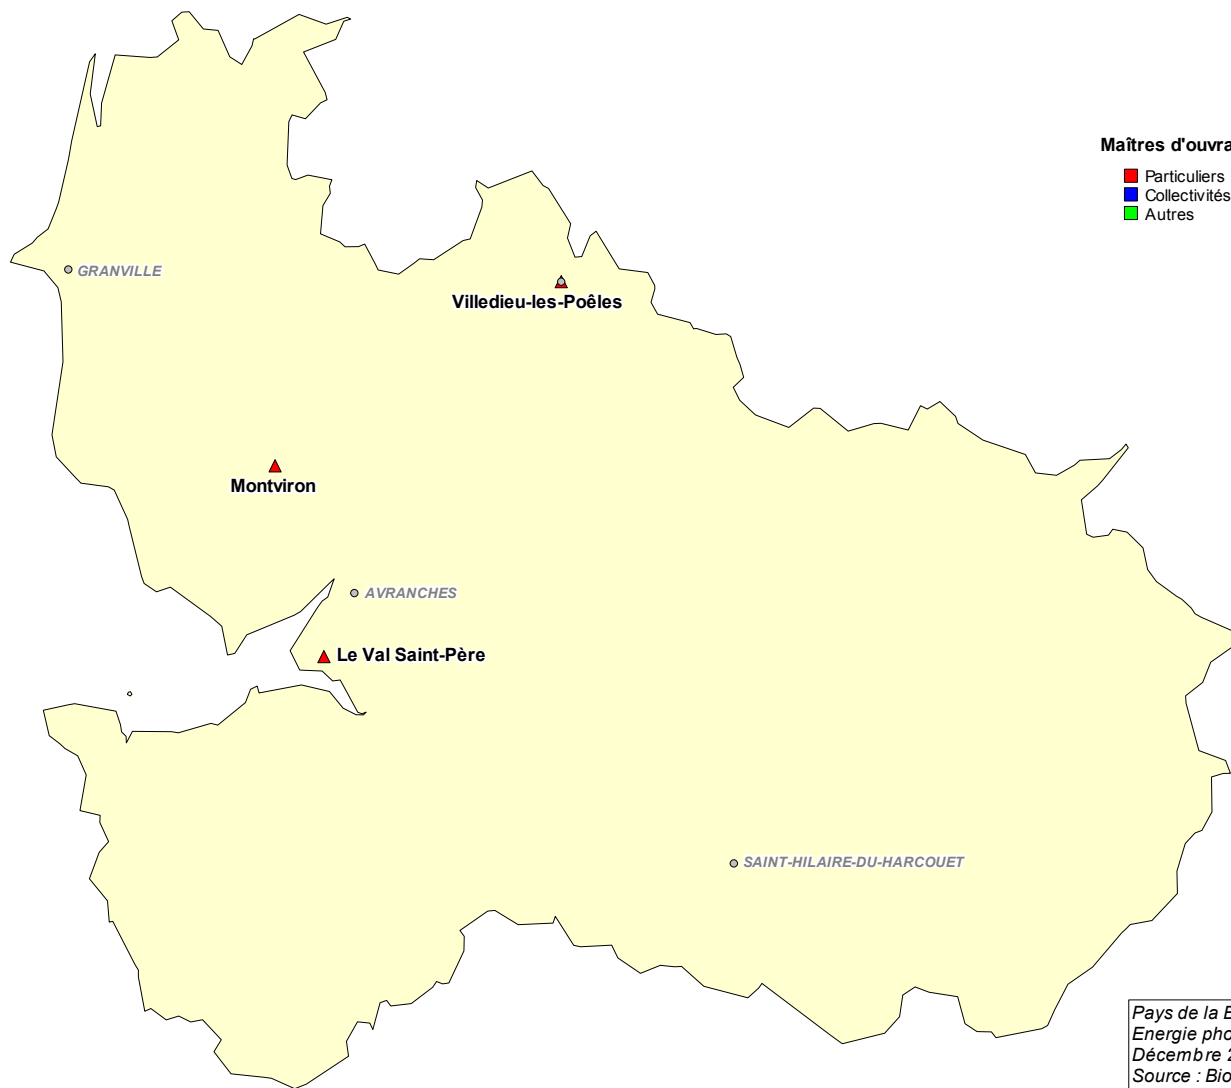 Maîtres d'ouvra
Particuliers
Collectivités
Autres
GRANVILLE
Villedieu-les-Poêles
Montviron
AVRANCHES
Le Val Saint-Père
SAINT-HILAIRE-DU-HARCOUET
Pays de la
Energie pho
Décembre 2
Source : Bio